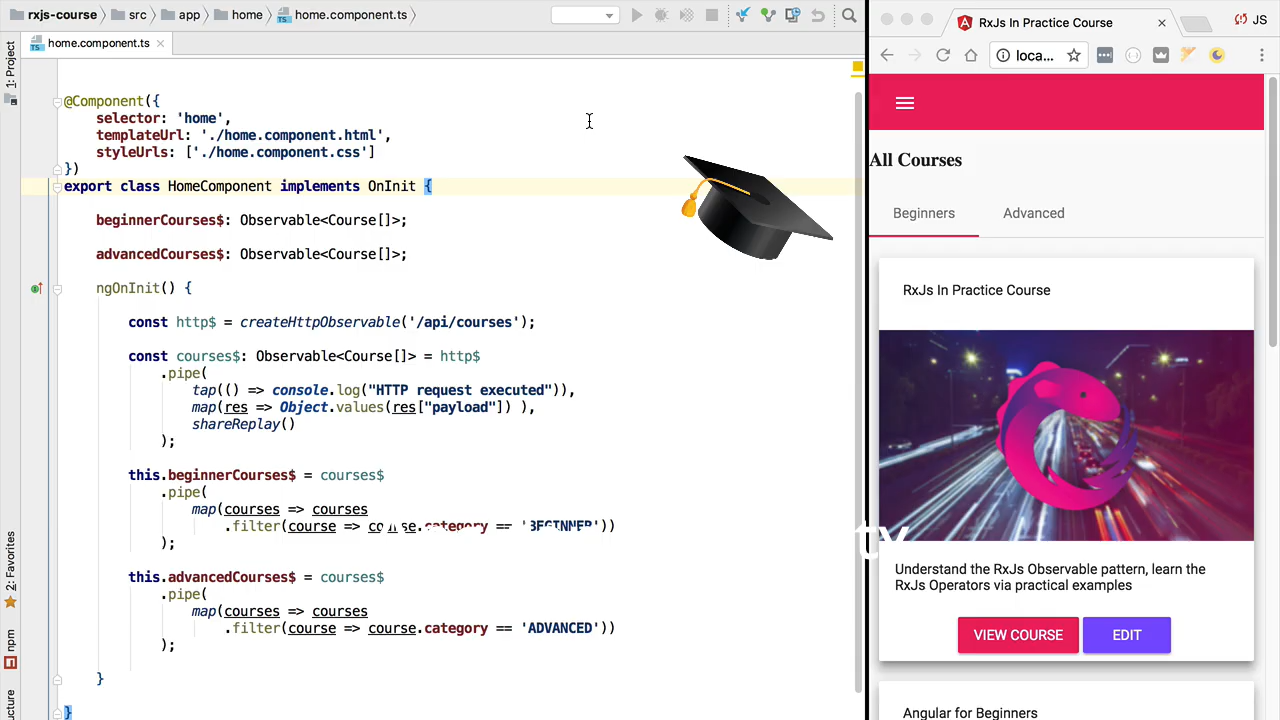 rxjs-course
src
app
home
home.component.ts
home.component.ts
1: Project
2: Favorites
npm
ucture
@Component({
selector: 'home',
templateUrl: './home.component.html',
styleUrls: ['./home.component.css']
})
export class HomeComponent implements OnInit {
beginnerCourses$: Observable<Course[]>;
advancedCourses$: Observable<Course[]>;
ngOnInit() {
const http$ = createHttpObservable('/api/courses');
const courses$: Observable<Course[]> = http$
.pipe(
tap(() => console.log("HTTP request executed")),
map(res => Object.values(res["payload"]) ),
shareReplay()
);
this.beginnerCourses$ = courses$
.pipe(
map(courses => courses
.filter(course => course.category == 'BEGINNER'))
);
this.advancedCourses$ = courses$
.pipe(
map(courses => courses
.filter(course => course.category == 'ADVANCED'))
);
}
}
RxJs In Practice Course
JS
loca...
All Courses
Beginners
Advanced
RxJs In Practice Course
Understand the RxJs Observable pattern, learn the
RxJs Operators via practical examples
VIEW COURSE
EDIT
Angular for Beginners